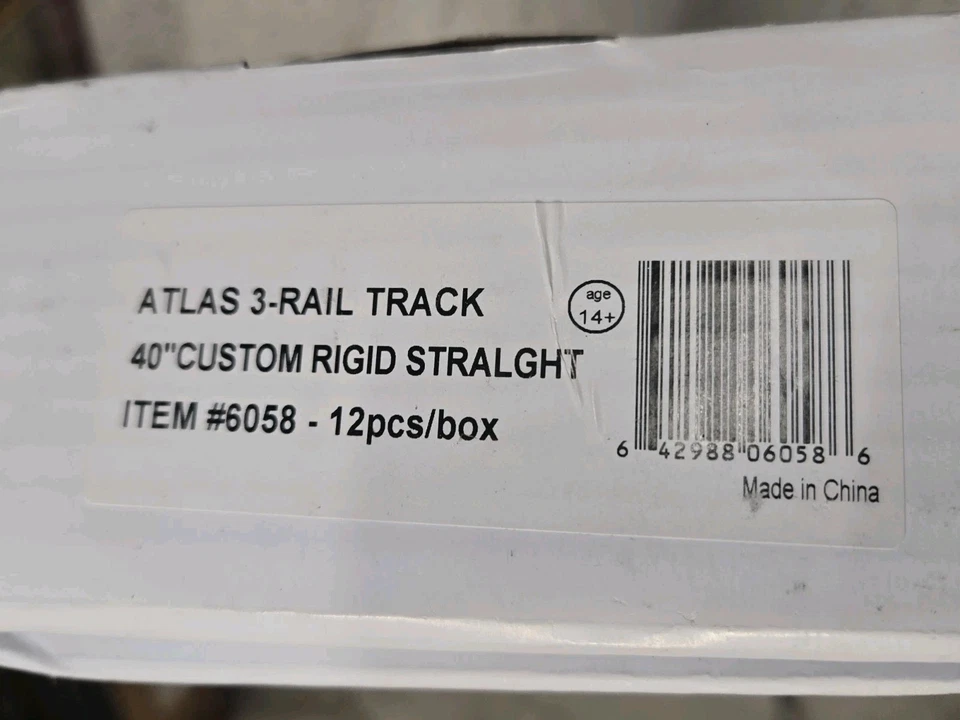 ATLAS 3-RAIL TRACK
age
14+
40"CUSTOM RIGID STRALGHT
ITEM #6058 - 12pcs/box
6 42988 06058 6
Made in China